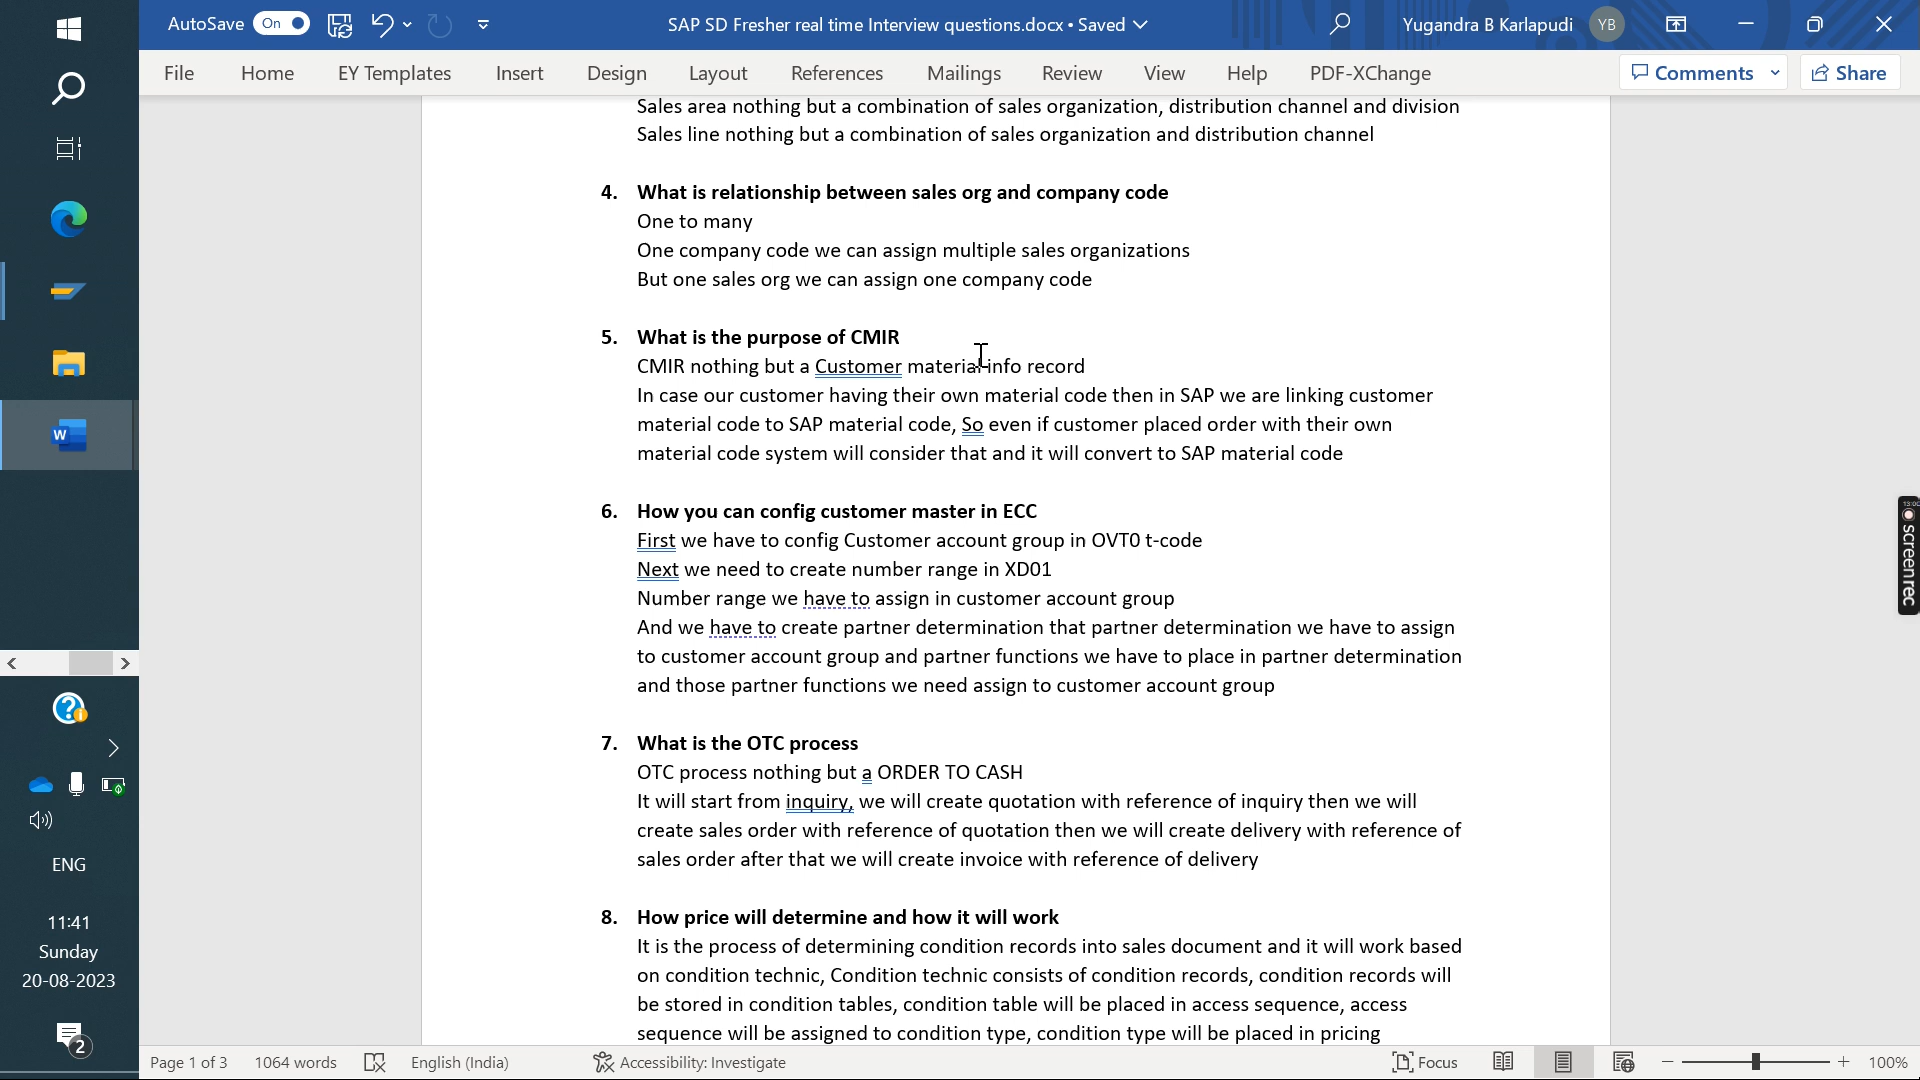 AutoSave On
SAP SD Fresher real time Interview questions.docx • Saved
Yugandra B Karlapudi YB
File Home EY Templates Insert Design Layout References Mailings Review View Help PDF-XChange Comments Share
Sales area nothing but a combination of sales organization, distribution channel and division
Sales line nothing but a combination of sales organization and distribution channel
4. What is relationship between sales org and company code
One to many
One company code we can assign multiple sales organizations
But one sales org we can assign one company code
5. What is the purpose of CMIR
CMIR nothing but a Customer material info record
In case our customer having their own material code then in SAP we are linking customer
material code to SAP material code, So even if customer placed order with their own
material code system will consider that and it will convert to SAP material code
6. How you can config customer master in ECC
First we have to config Customer account group in OVT0 t-code
Next we need to create number range in XD01
Number range we have to assign in customer account group
And we have to create partner determination that partner determination we have to assign
to customer account group and partner functions we have to place in partner determination
and those partner functions we need assign to customer account group
7. What is the OTC process
OTC process nothing but a ORDER TO CASH
It will start from inquiry, we will create quotation with reference of inquiry then we will
create sales order with reference of quotation then we will create delivery with reference of
sales order after that we will create invoice with reference of delivery
8. How price will determine and how it will work
It is the process of determining condition records into sales document and it will work based
on condition technic, Condition technic consists of condition records, condition records will
be stored in condition tables, condition table will be placed in access sequence, access
sequence will be assigned to condition type, condition type will be placed in pricing
Page 1 of 3 1064 words English (India) Accessibility: Investigate Focus 100%
W
ENG
11:41
Sunday
20-08-2023
2
screenrec